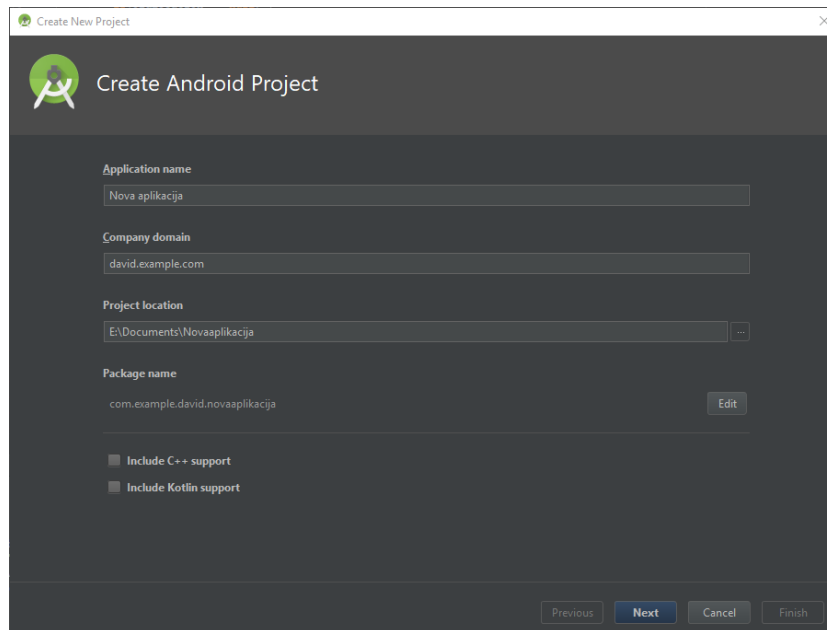 Create New Project
Create Android Project
Application name
Nova aplikacija
Company domain
david.example.com
Project location
E:\Documents\Novaaplikacija
...
Package name
com.example.david.novaaplikacija
Edit
Include C++ support
Include Kotlin support
Previous
Next
Cancel
Finish